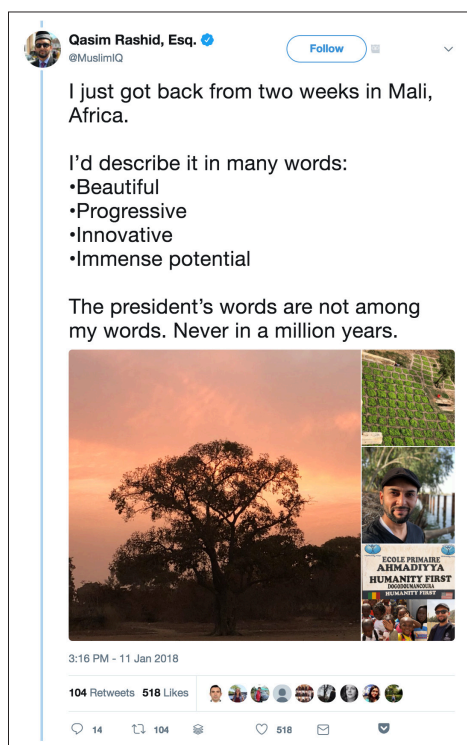 Qasim Rashid, Esq.
@MuslimIQ
Follow
I just got back from two weeks in Mali,
Africa.
I'd describe it in many words:
•Beautiful
•Progressive
•Innovative
•Immense potential
The president's words are not among
my words. Never in a million years.
ECOLE PRIMAIRE
AHMADIYYA
HUMANITY FIRST
DOGODOUMANCOURA
HUMANITY FIRST
3:16 PM - 11 Jan 2018
104 Retweets 518 Likes
14 104 518